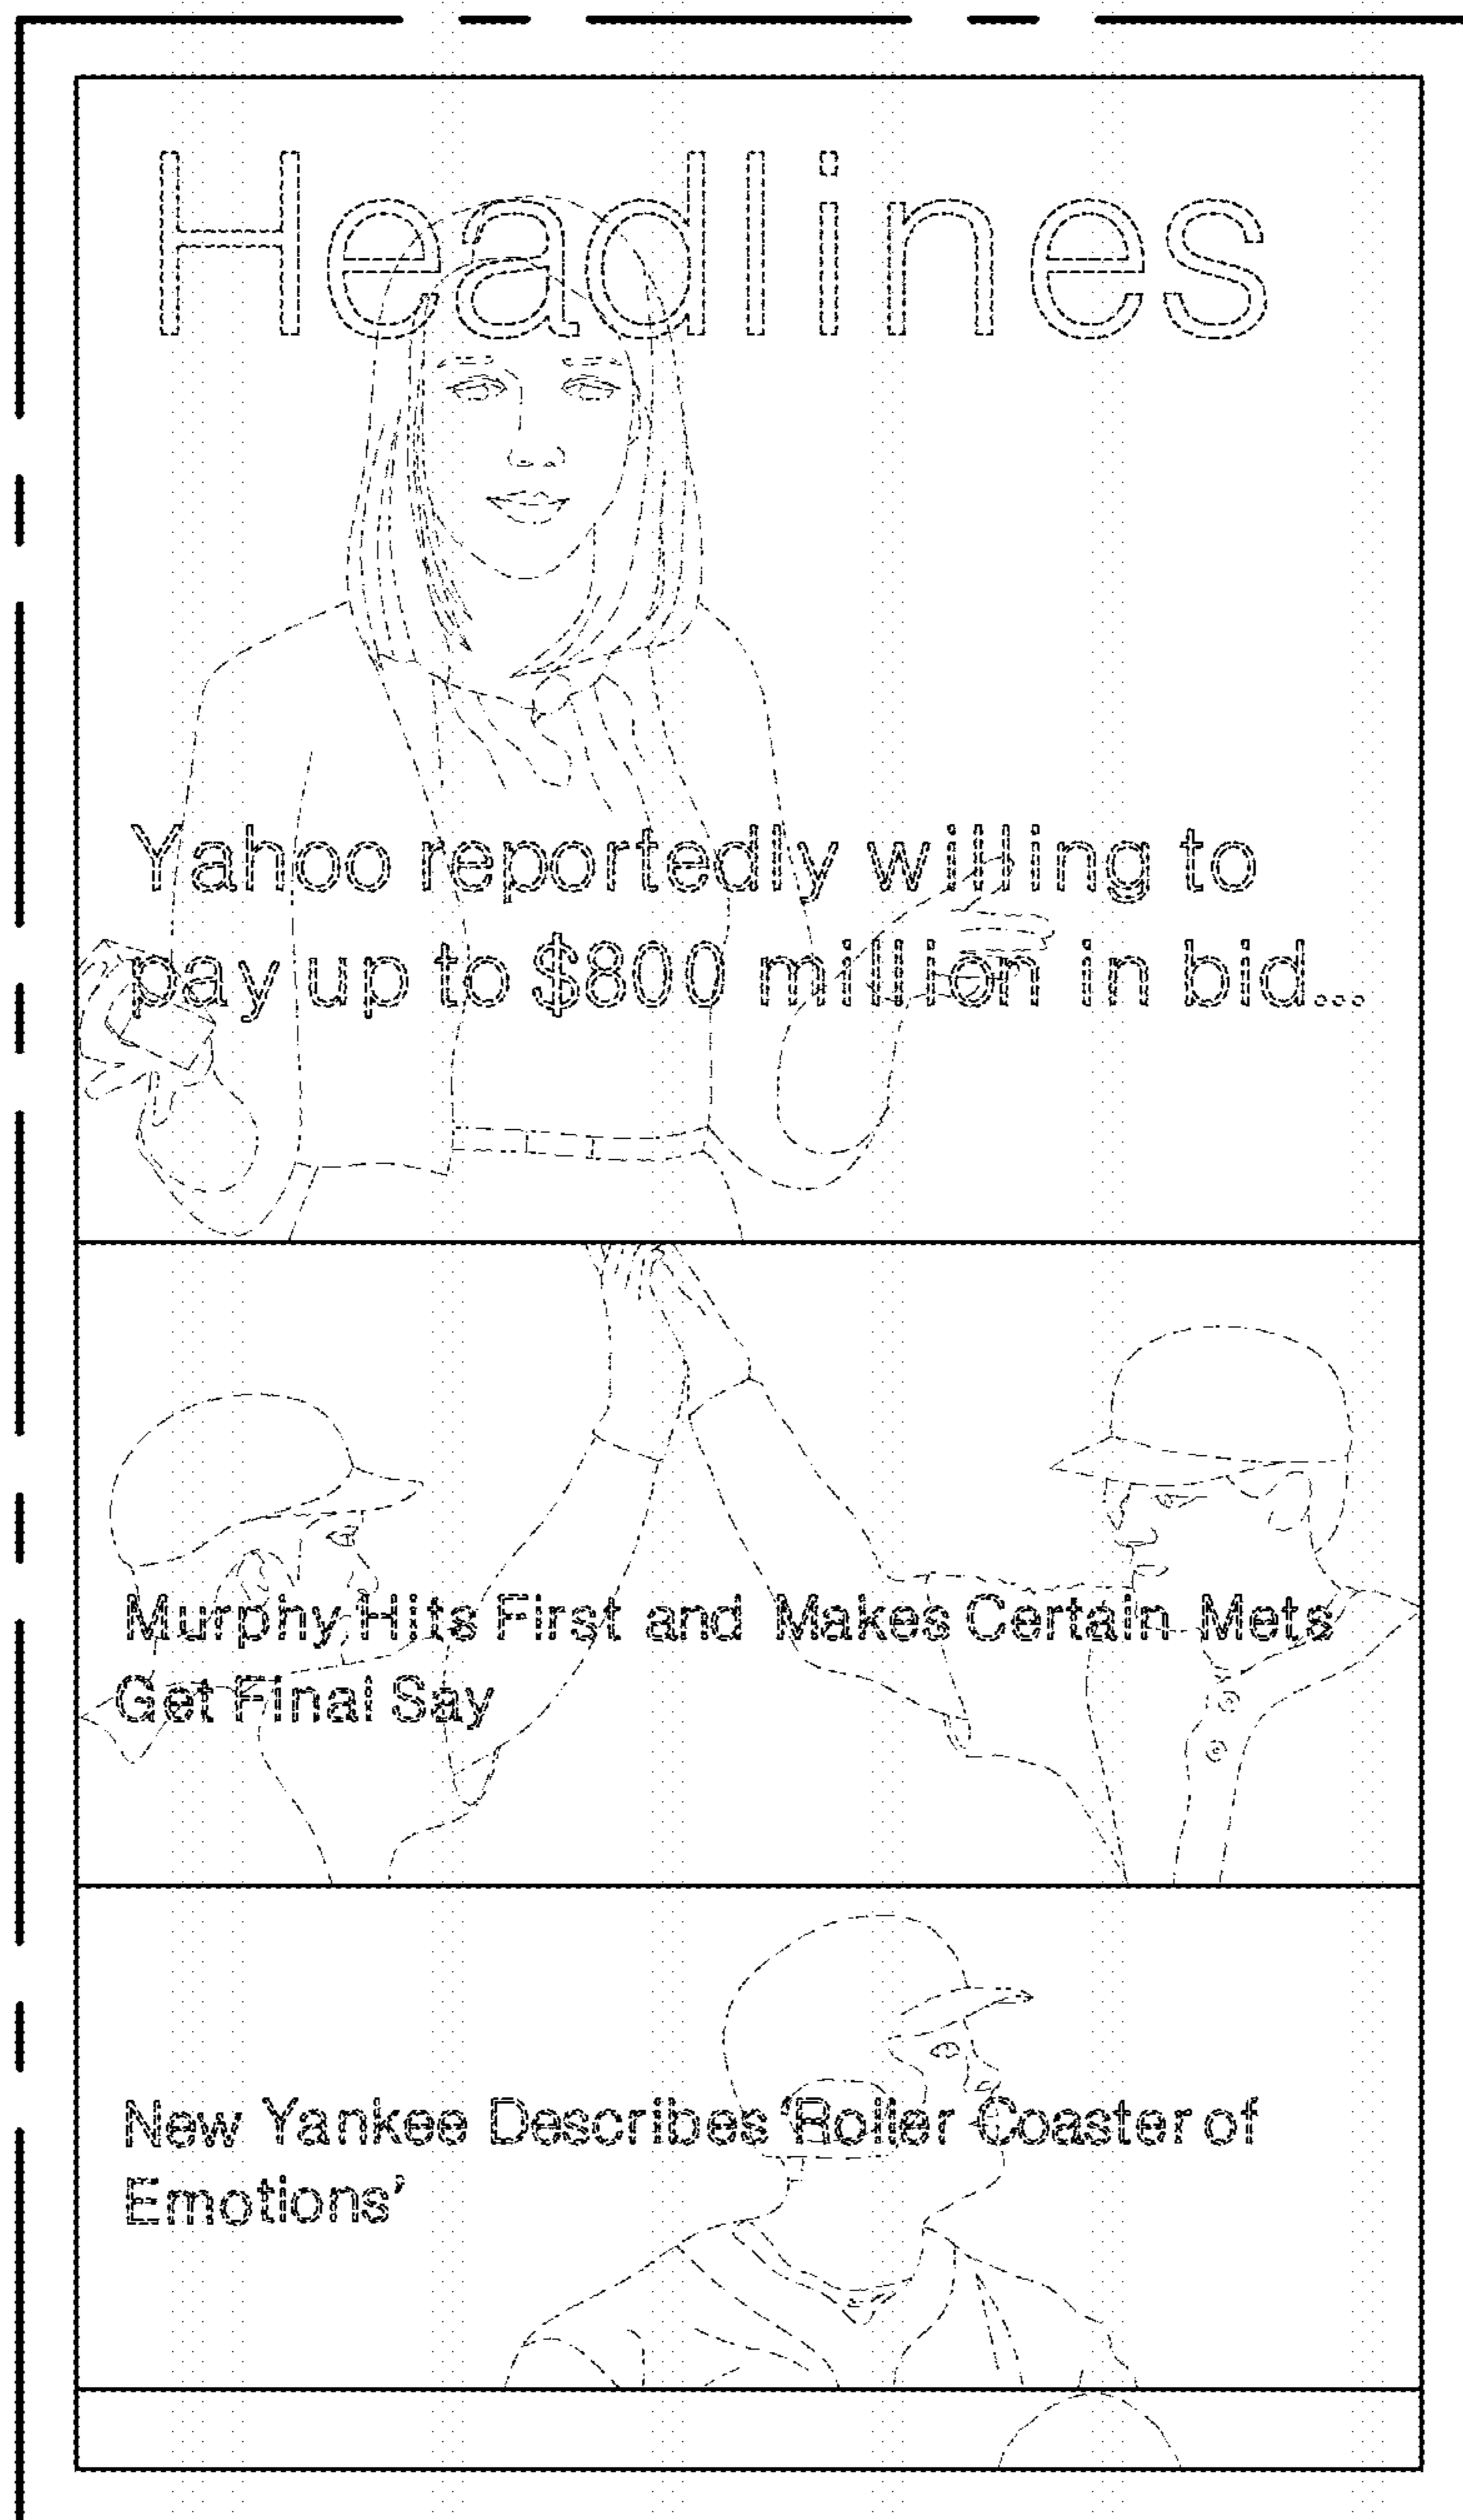 Headlines
Yahoo reportedly willing to
pay up to $800 million in bid...
Murphy Hits First and Makes Certain Mets
Get Final Say
New Yankee Describes ‘Roller Coaster of
Emotions’